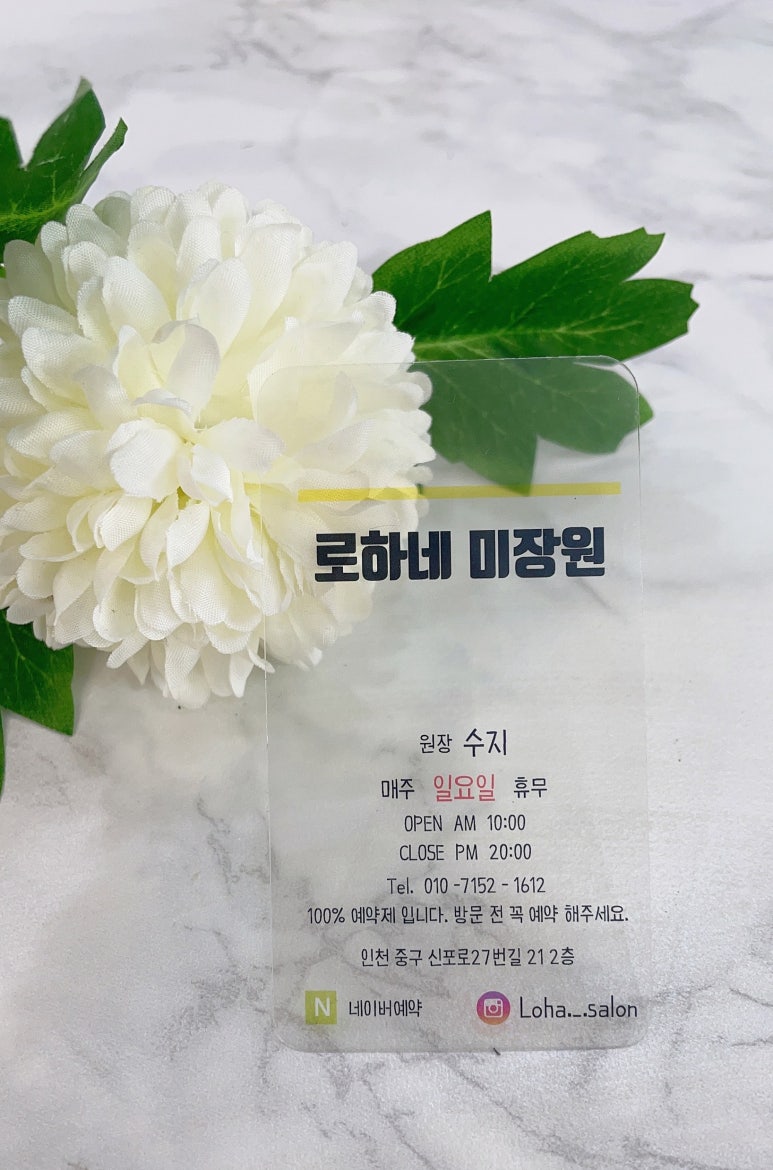 로하네 미장원
원장 수지
매주 일요일 휴무
OPEN AM 10:00
CLOSE PM 20:00
Tel. 010 -7152 - 1612
100% 예약제 입니다. 방문 전 꼭 예약 해주세요.
인천 중구 신포로27번길 21 2층
N 네이버예약
Loha._.salon